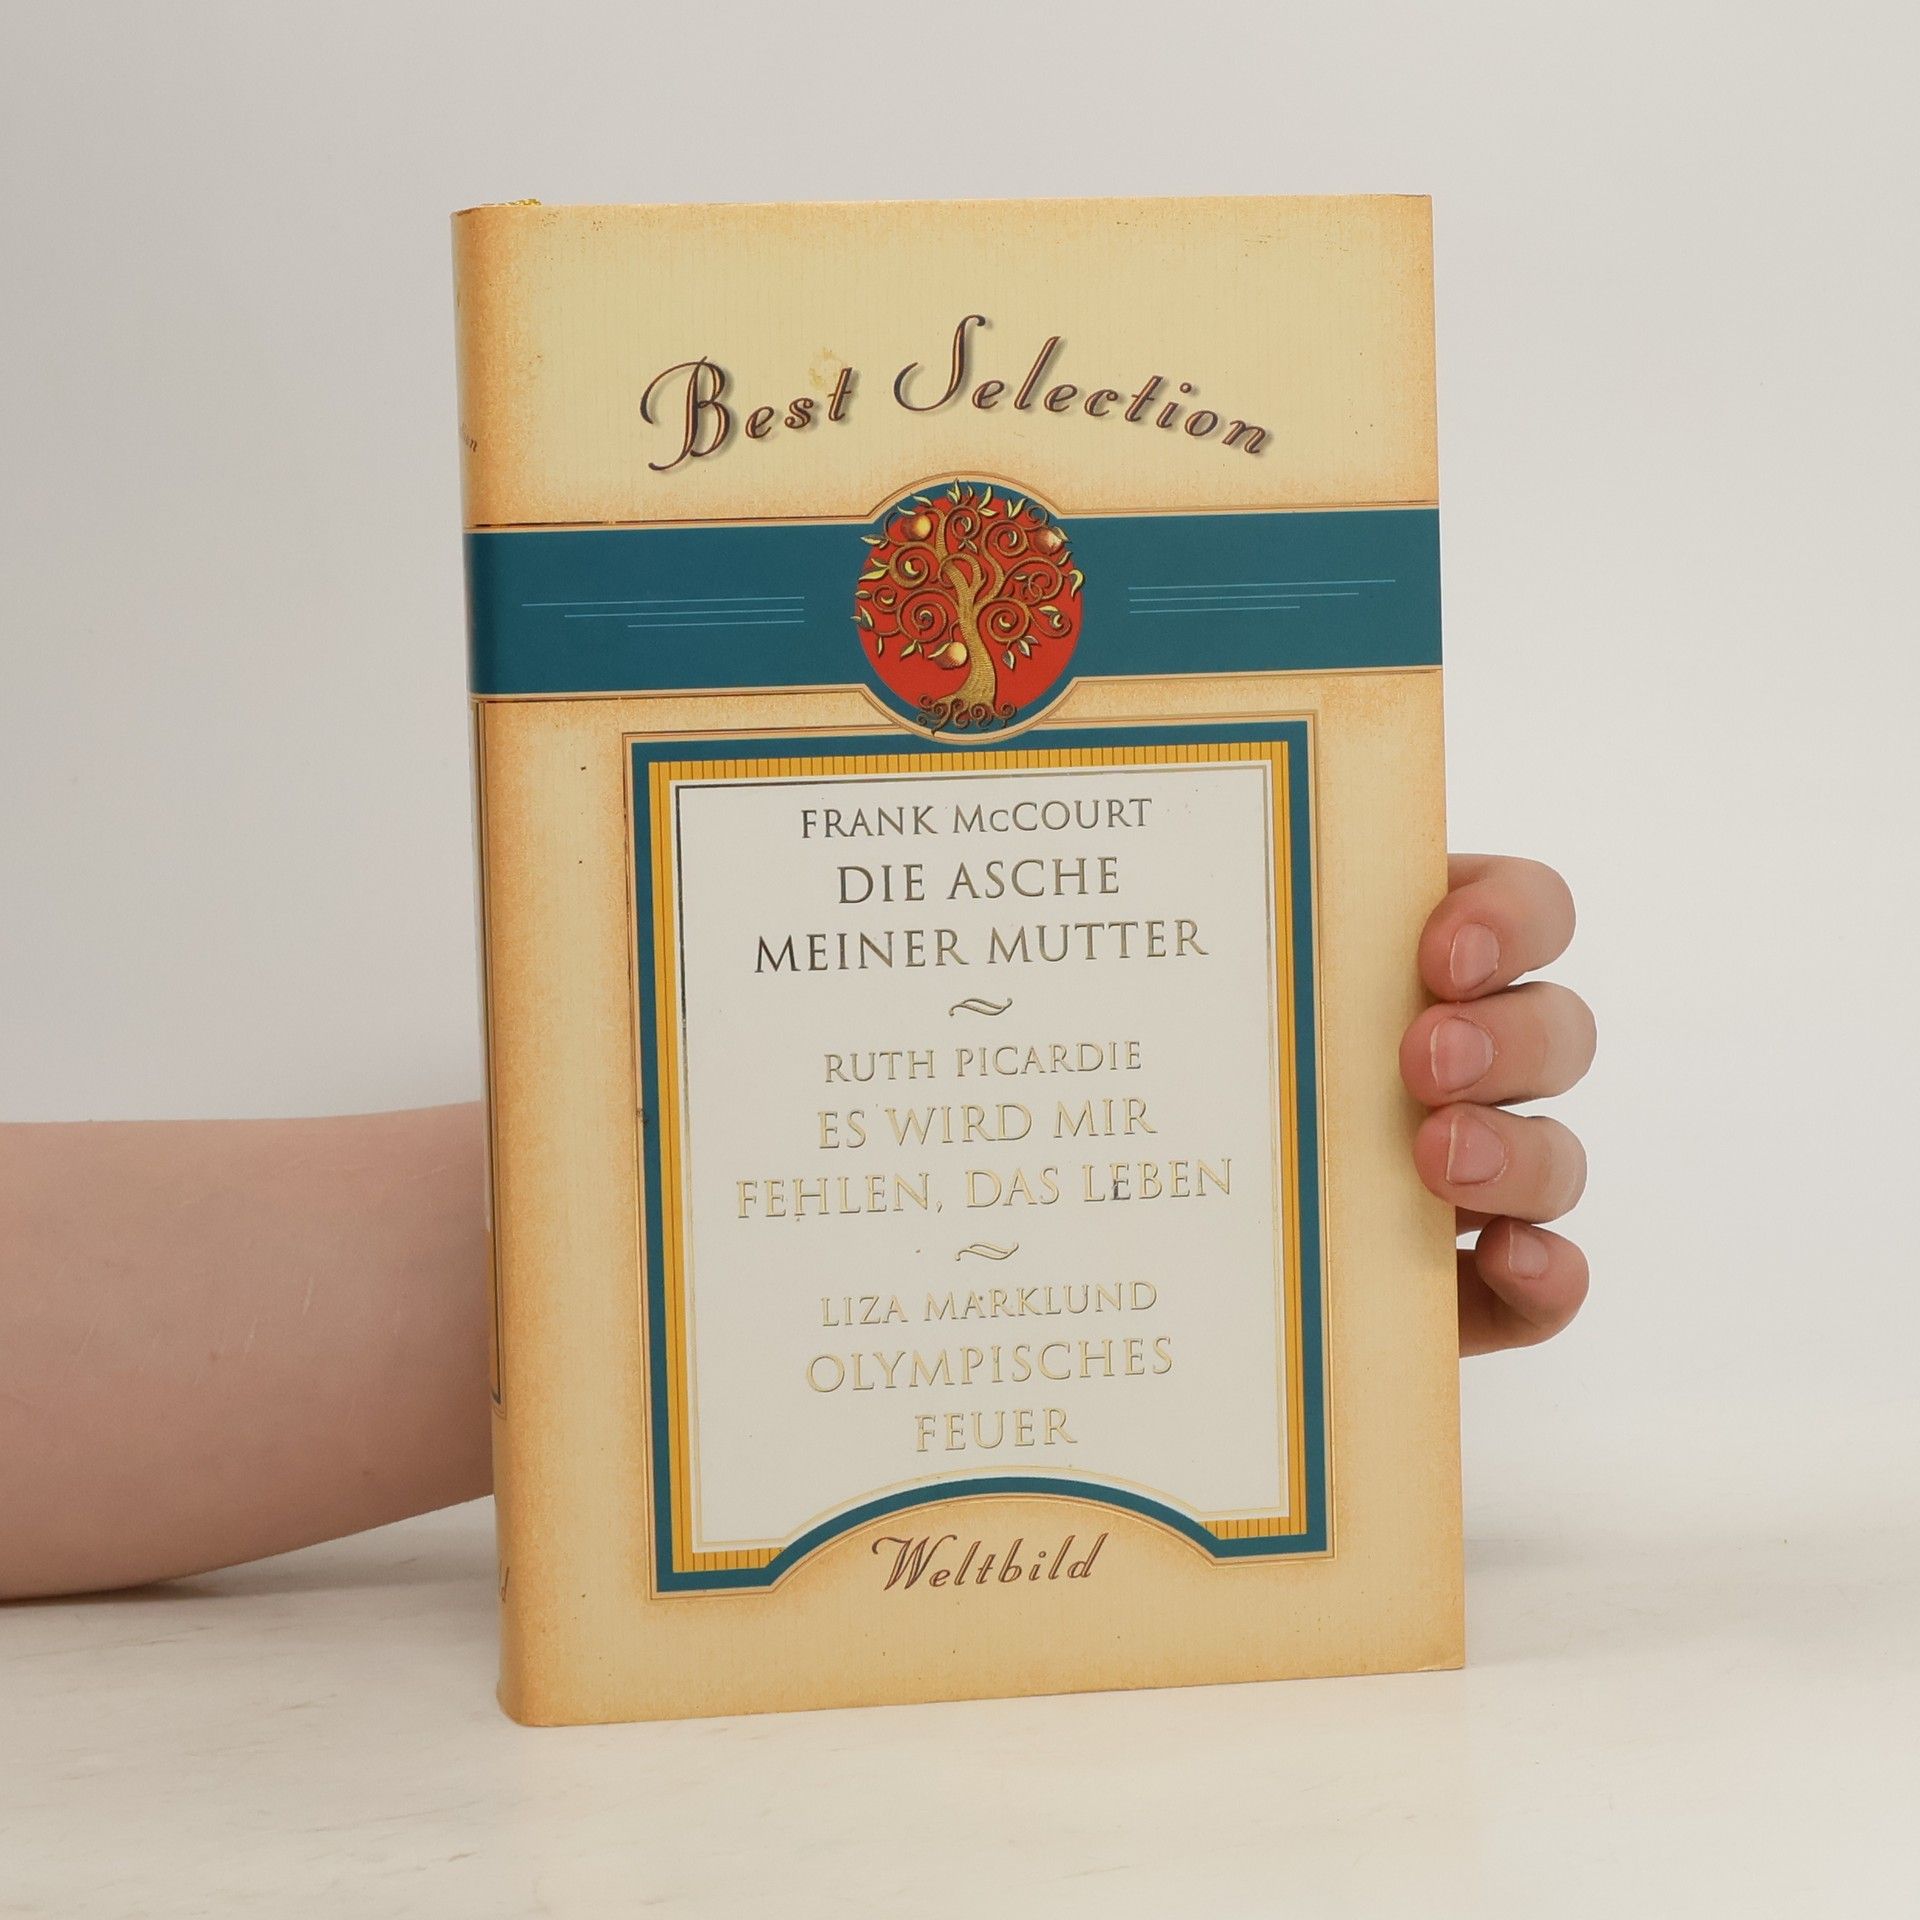 Best Selection
FRANK McCOURT
DIE ASCHE
MEINER MUTTER
RUTH PICARDIE
ES WIRD MIR
FEHLEN, DAS LEBEN
LIZA MARKLUND
OLYMPISCHES
FEUER
Weltbild